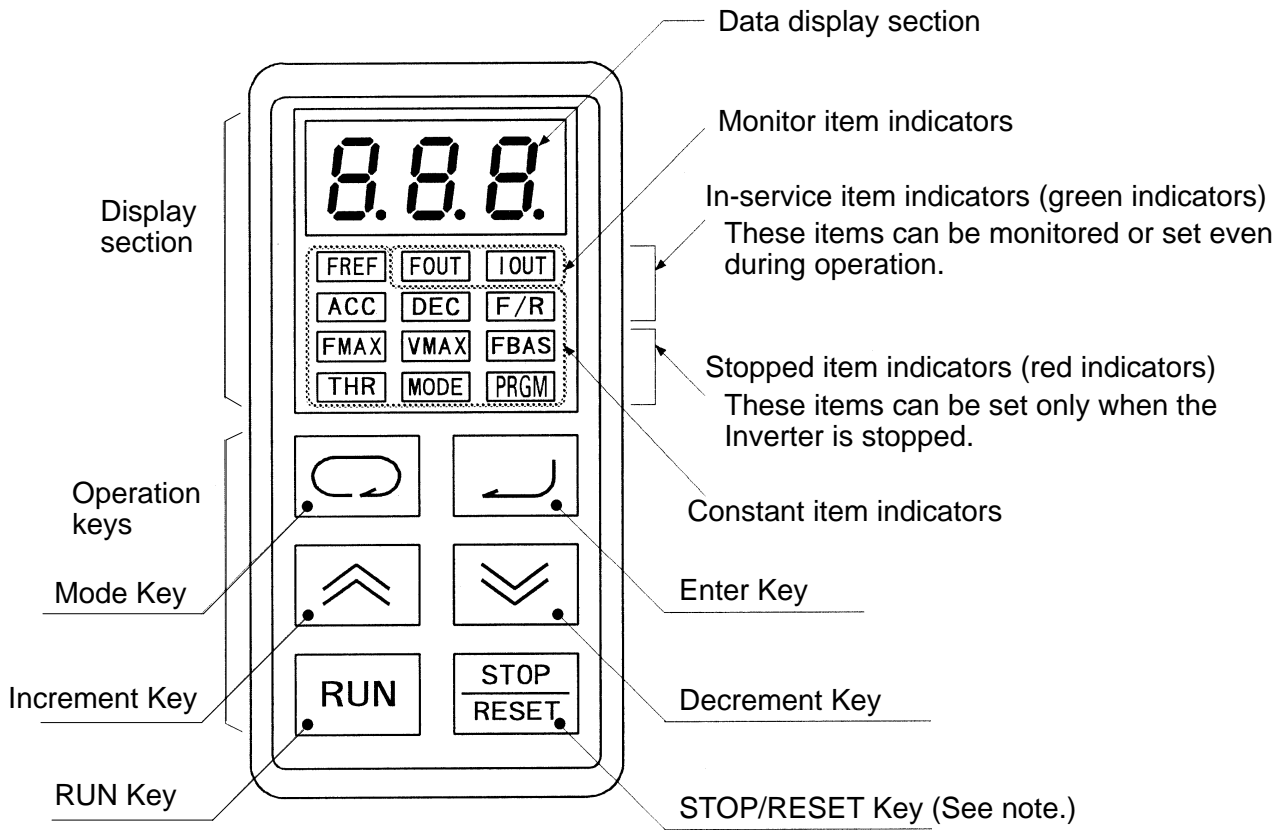 Data display section
Monitor item indicators
In-service item indicators (green indicators)
These items can be monitored or set even
during operation.
Display
section
8.8.8.
FREF FOUT IOUT
ACC DEC F/R
FMAX VMAX FBAS
THR MODE PRGM
Stopped item indicators (red indicators)
These items can be set only when the
Inverter is stopped.
Constant item indicators
Operation
keys
Mode Key
Enter Key
Increment Key
Decrement Key
RUN
STOP
RESET
RUN Key
STOP/RESET Key (See note.)